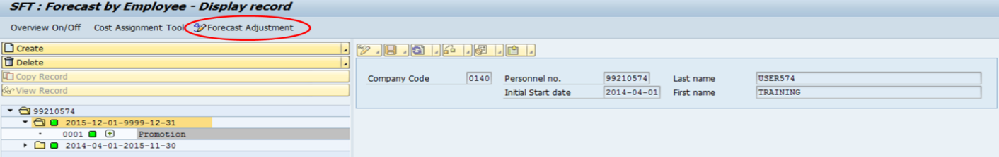 SFT : Forecast by Employee - Display record
Overview On/Off Cost Assignment Tool Forecast Adjustment
Create
Delete
Copy Record
View Record
Company Code 0140 Personnel no. 99210574 Last name USER574
Initial Start date 2014-04-01 First name TRAINING
99210574
2015-12-01-9999-12-31
0001 Promotion
2014-04-01-2015-11-30